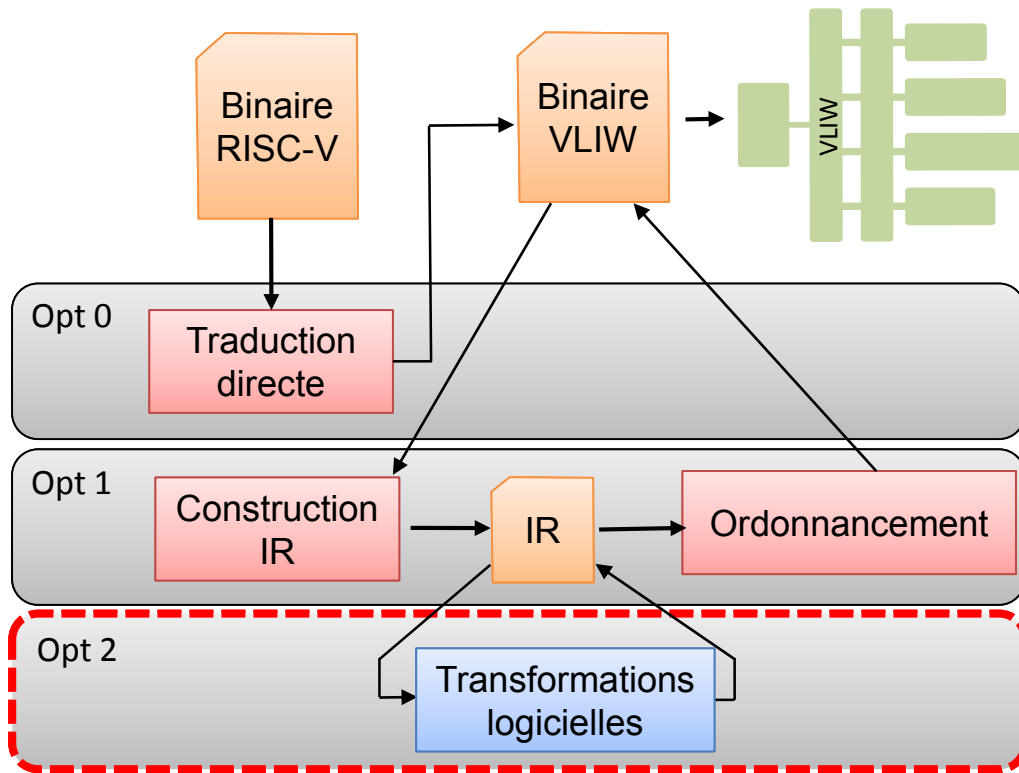 Binaire
RISC-V
Binaire
VLIW
VLIW
Opt 0
Traduction
directe
Opt 1
Construction
IR
IR
Ordonnancement
Opt 2
Transformations
logicielles